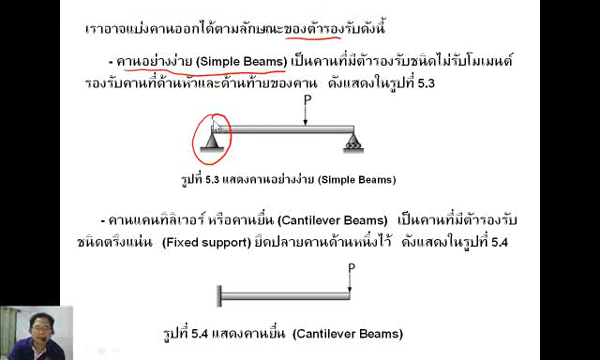 เราอาจแบ่งคานออกได้ตามลักษณะของตัวรองรับดังนี้
- คานอย่างง่าย (Simple Beams) เป็นคานที่มีตัวรองรับชนิดไม่รับโมเมนต์
รองรับคานที่ด้านหัวและด้านท้ายของคาน ดังแสดงในรูปที่ 5.3
P
รูปที่ 5.3 แสดงคานอย่างง่าย (Simple Beams)
- คานแคนทิลิเวอร์ หรือคานยื่น (Cantilever Beams) เป็นคานที่มีตัวรองรับ
ชนิดตรึงแน่น (Fixed support) ยึดปลายคานด้านหนึ่งไว้ ดังแสดงในรูปที่ 5.4
P
รูปที่ 5.4 แสดงคานยื่น (Cantilever Beams)